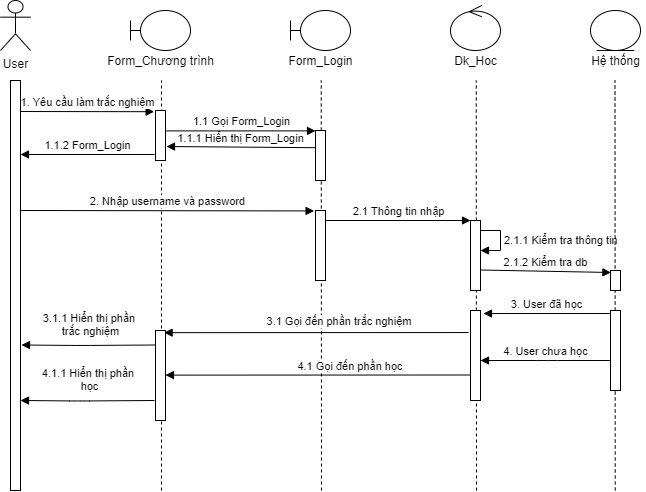 User
Form_Chương trình
Form_Login
Dk_Hoc
Hệ thống
1. Yêu cầu làm trắc nghiệm
1.1 Gọi Form_Login
1.1.1 Hiển thị Form_Login
1.1.2 Form_Login
2. Nhập username và password
2.1 Thông tin nhập
2.1.1 Kiểm tra thông tin
2.1.2 Kiểm tra db
3. User đã học
3.1 Gọi đến phần trắc nghiệm
3.1.1 Hiển thị phần
trắc nghiệm
4. User chưa học
4.1 Gọi đến phần học
4.1.1 Hiển thị phần
học